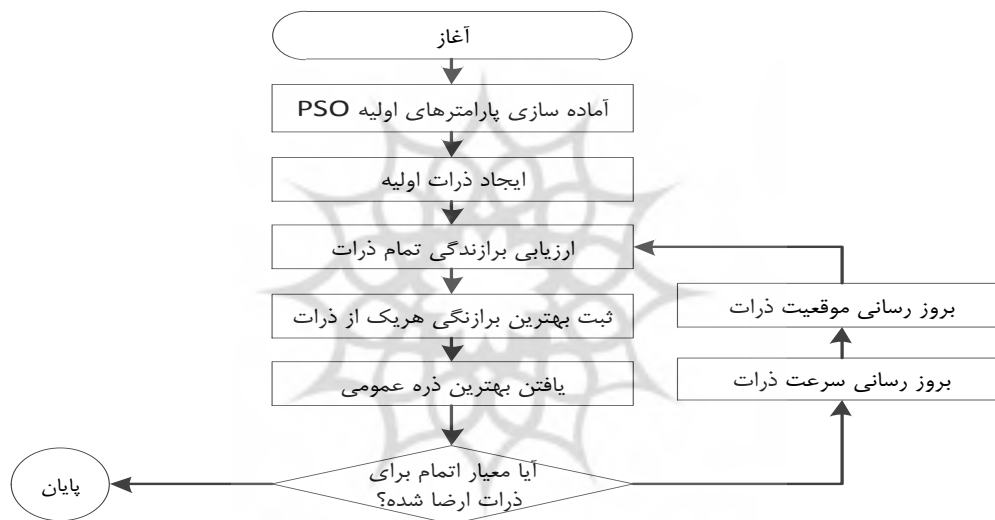 آغاز
آماده سازی پارامترهای اولیه PSO
ایجاد ذرات اولیه
ارزیابی برازندگی تمام ذرات
ثبت بهترین برازنگی هریک از ذرات
یافتن بهترین ذره عمومی
آیا معیار اتمام برای
ذرات ارضا شده؟
پایان
بروز رسانی سرعت ذرات
بروز رسانی موقعیت ذرات